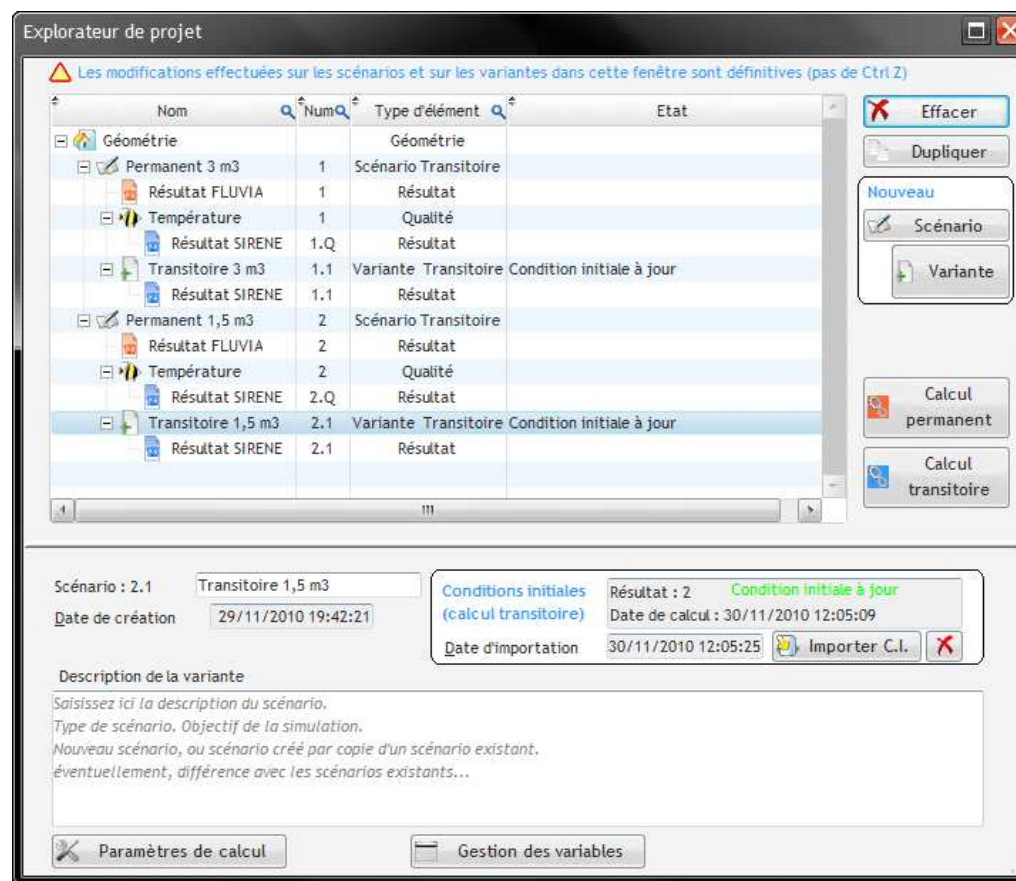 Explorateur de projet
Les modifications effectuées sur les scénarios et sur les variantes dans cette fenêtre sont définitives (pas de Ctrl Z)
Nom Num Type d'élément Etat
Géométrie Géométrie
Permanent 3 m3 1 Scénario Transitoire
Résultat FLUVIA 1 Résultat
Température 1 Qualité
Résultat SIRENE 1.Q Résultat
Transitoire 3 m3 1.1 Variante Transitoire Condition initiale à jour
Résultat SIRENE 1.1 Résultat
Permanent 1,5 m3 2 Scénario Transitoire
Résultat FLUVIA 2 Résultat
Température 2 Qualité
Résultat SIRENE 2.Q Résultat
Transitoire 1,5 m3 2.1 Variante Transitoire Condition initiale à jour
Résultat SIRENE 2.1 Résultat
Effacer
Dupliquer
Nouveau
Scénario
Variante
Calcul
permanent
Calcul
transitoire
Scénario : 2.1 Transitoire 1,5 m3
Date de création 29/11/2010 19:42:21
Conditions initiales
(calcul transitoire)
Résultat : 2 Condition initiale à jour
Date de calcul : 30/11/2010 12:05:09
Date d'importation 30/11/2010 12:05:25 Importer C.I.
Description de la variante
Saisissez ici la description du scénario.
Type de scénario. Objectif de la simulation.
Nouveau scénario, ou scénario créé par copie d'un scénario existant.
éventuellement, différence avec les scénarios existants...
Paramètres de calcul Gestion des variables